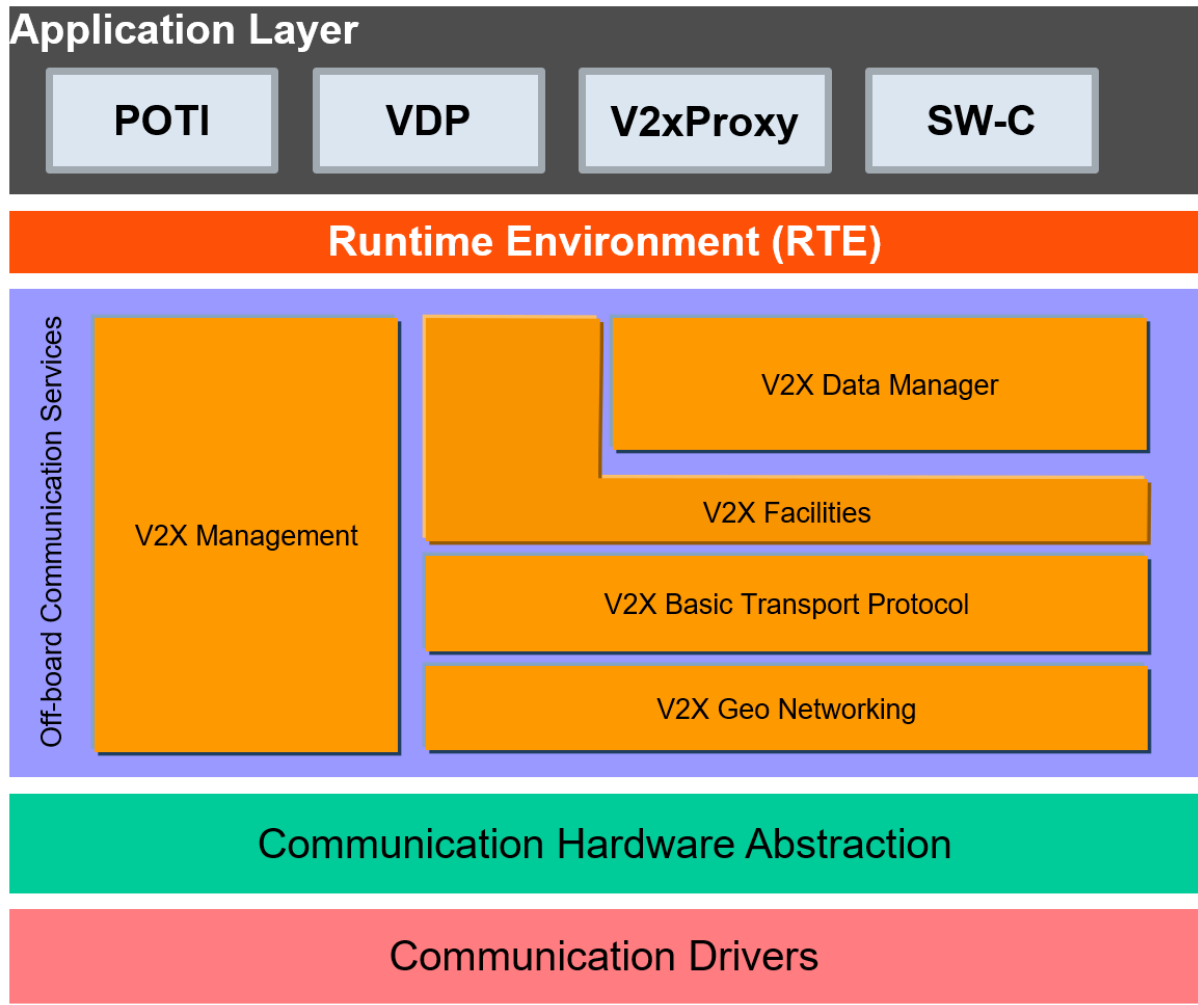 Application Layer
POTI
VDP
V2xProxy
SW-C
Runtime Environment (RTE)
Off-board Communication Services
V2X Management
V2X Data Manager
V2X Facilities
V2X Basic Transport Protocol
V2X Geo Networking
Communication Hardware Abstraction
Communication Drivers